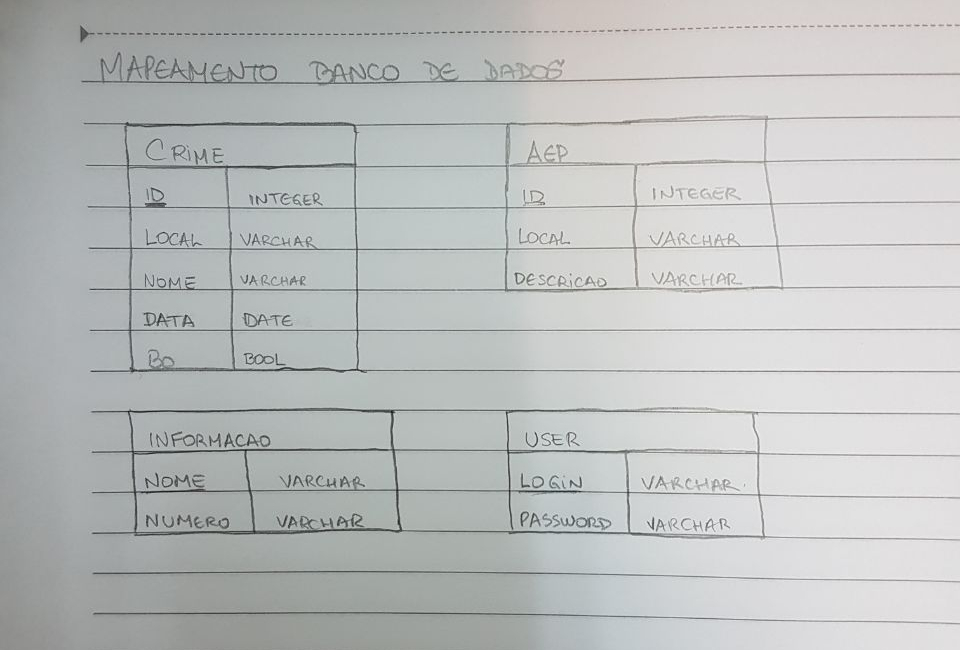 MAPEAMENTO BANCO DE DADOS
CRIME
ID INTEGER
LOCAL VARCHAR
NOME VARCHAR
DATA DATE
BO BOOL
AEP
ID INTEGER
LOCAL VARCHAR
DESCRICAO VARCHAR
INFORMACAO
NOME VARCHAR
NUMERO VARCHAR
USER
LOGIN VARCHAR.
PASSWORD VARCHAR